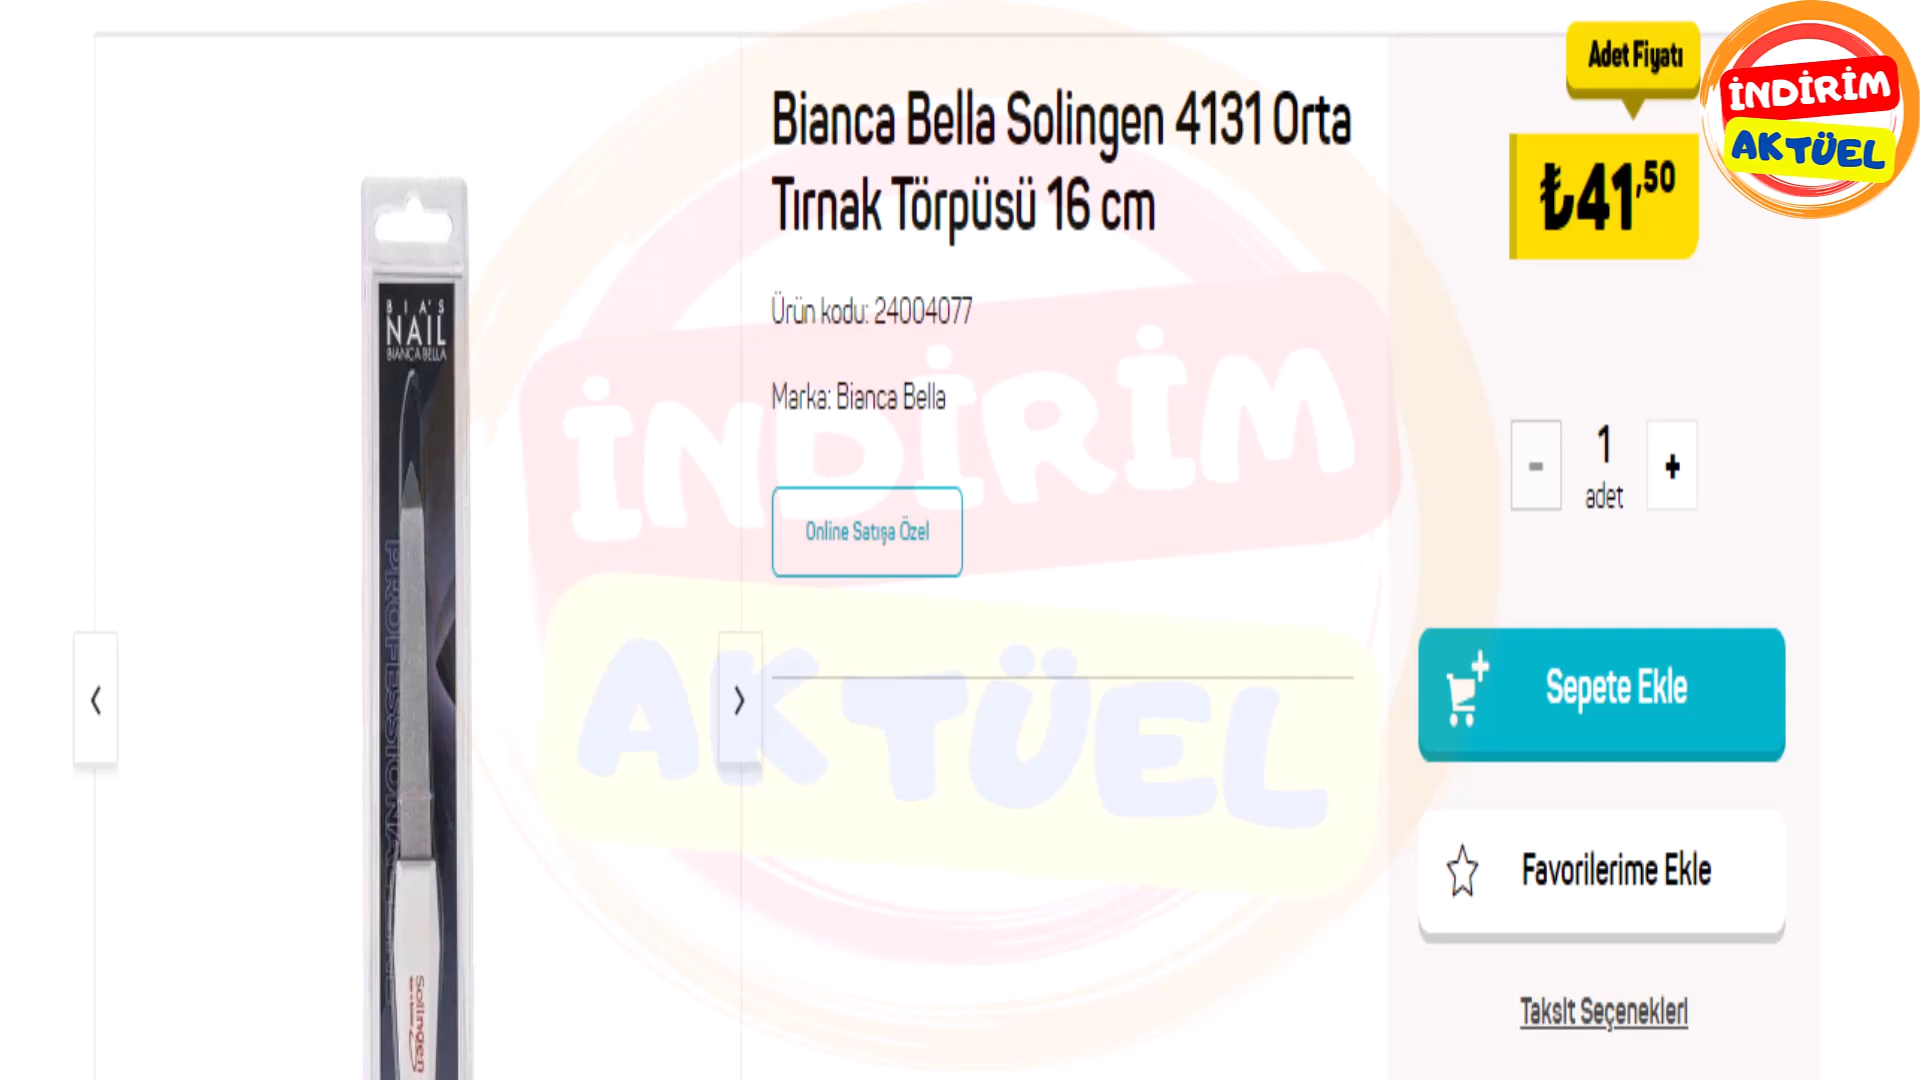 Adet Fiyatı
İNDİRİM
AKTÜEL
Bianca Bella Solingen 4131 Orta
Tırnak Törpüsü 16 cm
₺41,50
Ürün kodu: 24004077
Marka: Bianca Bella
Online Satışa Özel
-
1
adet
+
Sepete Ekle
Favorilerime Ekle
Taksit Seçenekleri
BIA'S
NAIL
BIANCA BELLA
PROFESSIONAL
Solingen
İNDİRİM
AKTÜEL